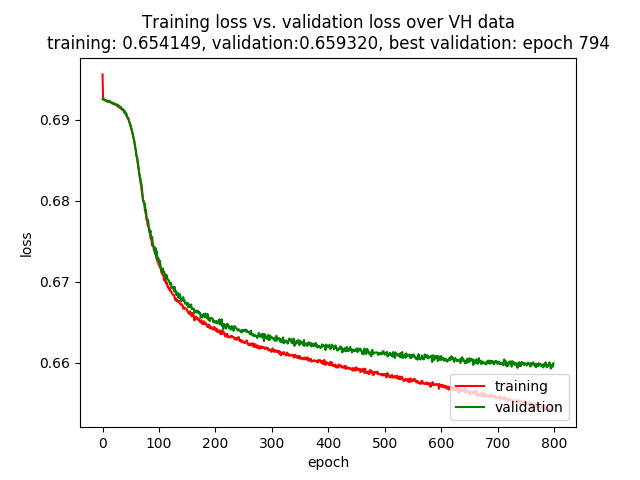 Training loss vs. validation loss over VH data
training: 0.654149, validation:0.659320, best validation: epoch 794
0.69
0.68
0.67
0.66
loss
training
validation
0 100 200 300 400 500 600 700 800
epoch